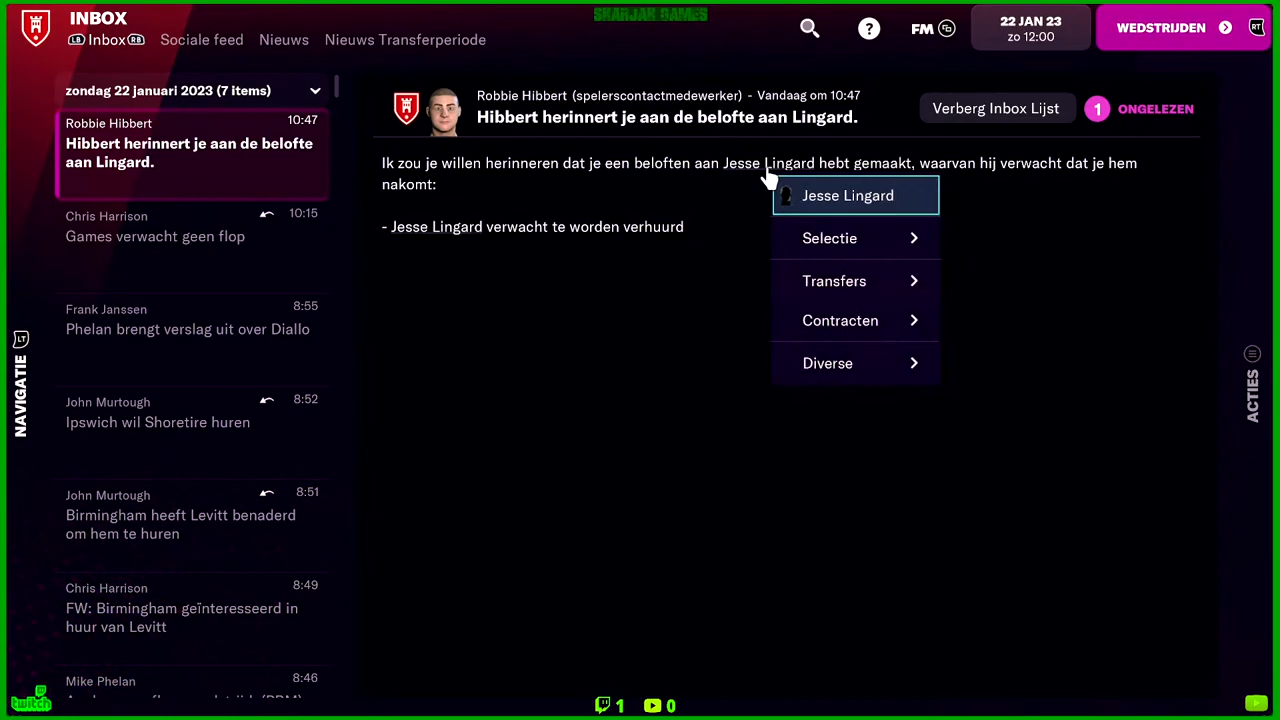 INBOX
SHARJAH GAMES
LB Inbox RB
Sociale feed
Nieuws
Nieuws Transferperiode
?
FM
22 JAN 23
zo 12:00
WEDSTRIJDEN
RT
zondag 22 januari 2023 (7 items)
Robbie Hibbert
10:47
Hibbert herinnert je aan de belofte
aan Lingard.
Chris Harrison
10:15
Games verwacht geen flop
Frank Janssen
8:55
Phelan brengt verslag uit over Diallo
John Murtough
8:52
Ipswich wil Shoretire huren
John Murtough
8:51
Birmingham heeft Levitt benaderd
om hem te huren
Chris Harrison
8:49
FW: Birmingham geïnteresseerd in
huur van Levitt
Mike Phelan
8:46
Robbie Hibbert (spelerscontactmedewerker) - Vandaag om 10:47
Hibbert herinnert je aan de belofte aan Lingard.
Verberg Inbox Lijst
1
ONGELEZEN
Ik zou je willen herinneren dat je een beloften aan Jesse Lingard hebt gemaakt, waarvan hij verwacht dat je hem
nakomt:
- Jesse Lingard verwacht te worden verhuurd
Jesse Lingard
Selectie
Transfers
Contracten
Diverse
LT
NAVIGATIE
ACTIES
twitch
1
0